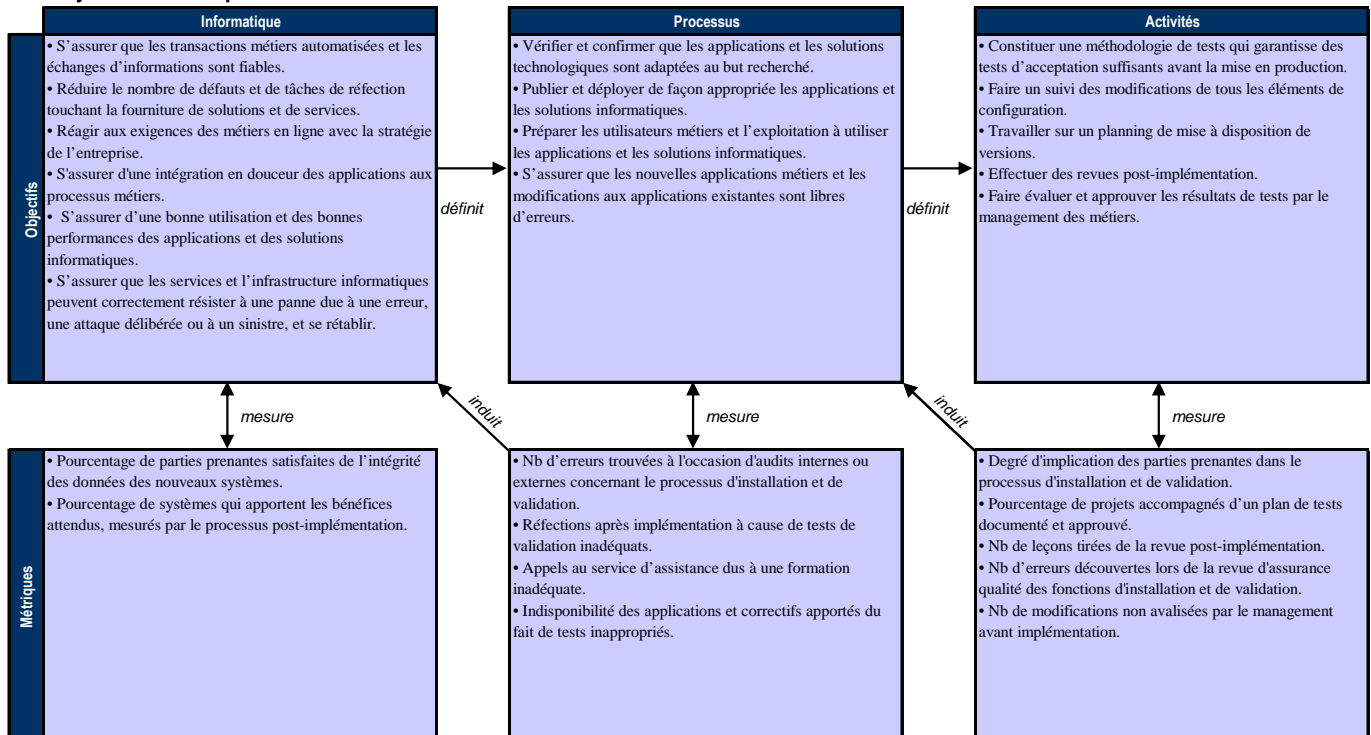 Informatique
Processus
Activités
Objectifs
• S’assurer que les transactions métiers automatisées et les
échanges d’informations sont fiables.
• Réduire le nombre de défauts et de tâches de réfection
touchant la fourniture de solutions et de services.
• Réagir aux exigences des métiers en ligne avec la stratégie
de l’entreprise.
• S'assurer d'une intégration en douceur des applications aux
processus métiers.
• S’assurer d’une bonne utilisation et des bonnes
performances des applications et des solutions
informatiques.
• S’assurer que les services et l’infrastructure informatiques
peuvent correctement résister à une panne due à une erreur,
une attaque délibérée ou à un sinistre, et se rétablir.
définit
• Vérifier et confirmer que les applications et les solutions
technologiques sont adaptées au but recherché.
• Publier et déployer de façon appropriée les applications et
les solutions informatiques.
• Préparer les utilisateurs métiers et l’exploitation à utiliser
les applications et les solutions informatiques.
• S’assurer que les nouvelles applications métiers et les
modifications aux applications existantes sont libres
d’erreurs.
définit
• Constituer une méthodologie de tests qui garantisse des
tests d’acceptation suffisants avant la mise en production.
• Faire un suivi des modifications de tous les éléments de
configuration.
• Travailler sur un planning de mise à disposition de
versions.
• Effectuer des revues post-implémentation.
• Faire évaluer et approuver les résultats de tests par le
management des métiers.
mesure
induit
mesure
induit
mesure
Métriques
• Pourcentage de parties prenantes satisfaites de l’intégrité
des données des nouveaux systèmes.
• Pourcentage de systèmes qui apportent les bénéfices
attendus, mesurés par le processus post-implémentation.
• Nb d’erreurs trouvées à l'occasion d'audits internes ou
externes concernant le processus d'installation et de
validation.
• Réfections après implémentation à cause de tests de
validation inadéquats.
• Appels au service d’assistance dus à une formation
inadéquate.
• Indisponibilité des applications et correctifs apportés du
fait de tests inappropriés.
• Degré d'implication des parties prenantes dans le
processus d'installation et de validation.
• Pourcentage de projets accompagnés d’un plan de tests
documenté et approuvé.
• Nb de leçons tirées de la revue post-implémentation.
• Nb d’erreurs découvertes lors de la revue d'assurance
qualité des fonctions d'installation et de validation.
• Nb de modifications non avalisées par le management
avant implémentation.